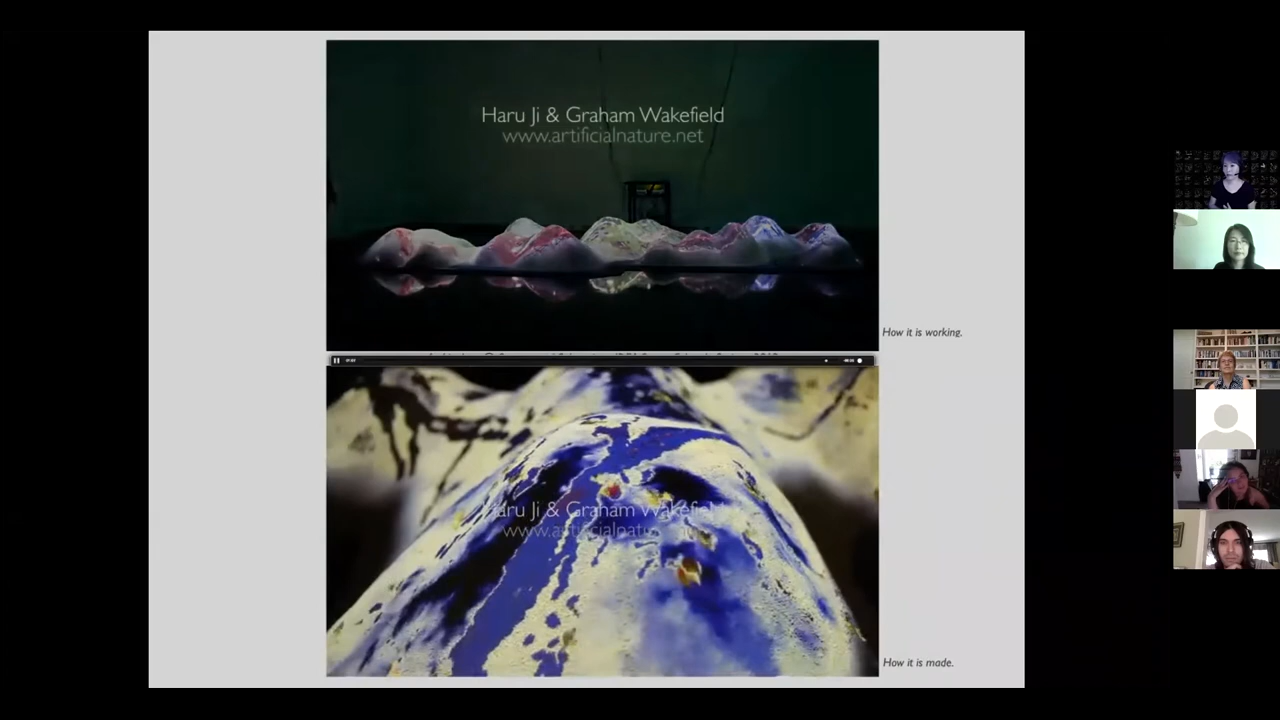 Haru Ji & Graham Wakefield
www.artificialnature.net
How it is working.
Haru Ji & Graham Wakefield
How it is made.